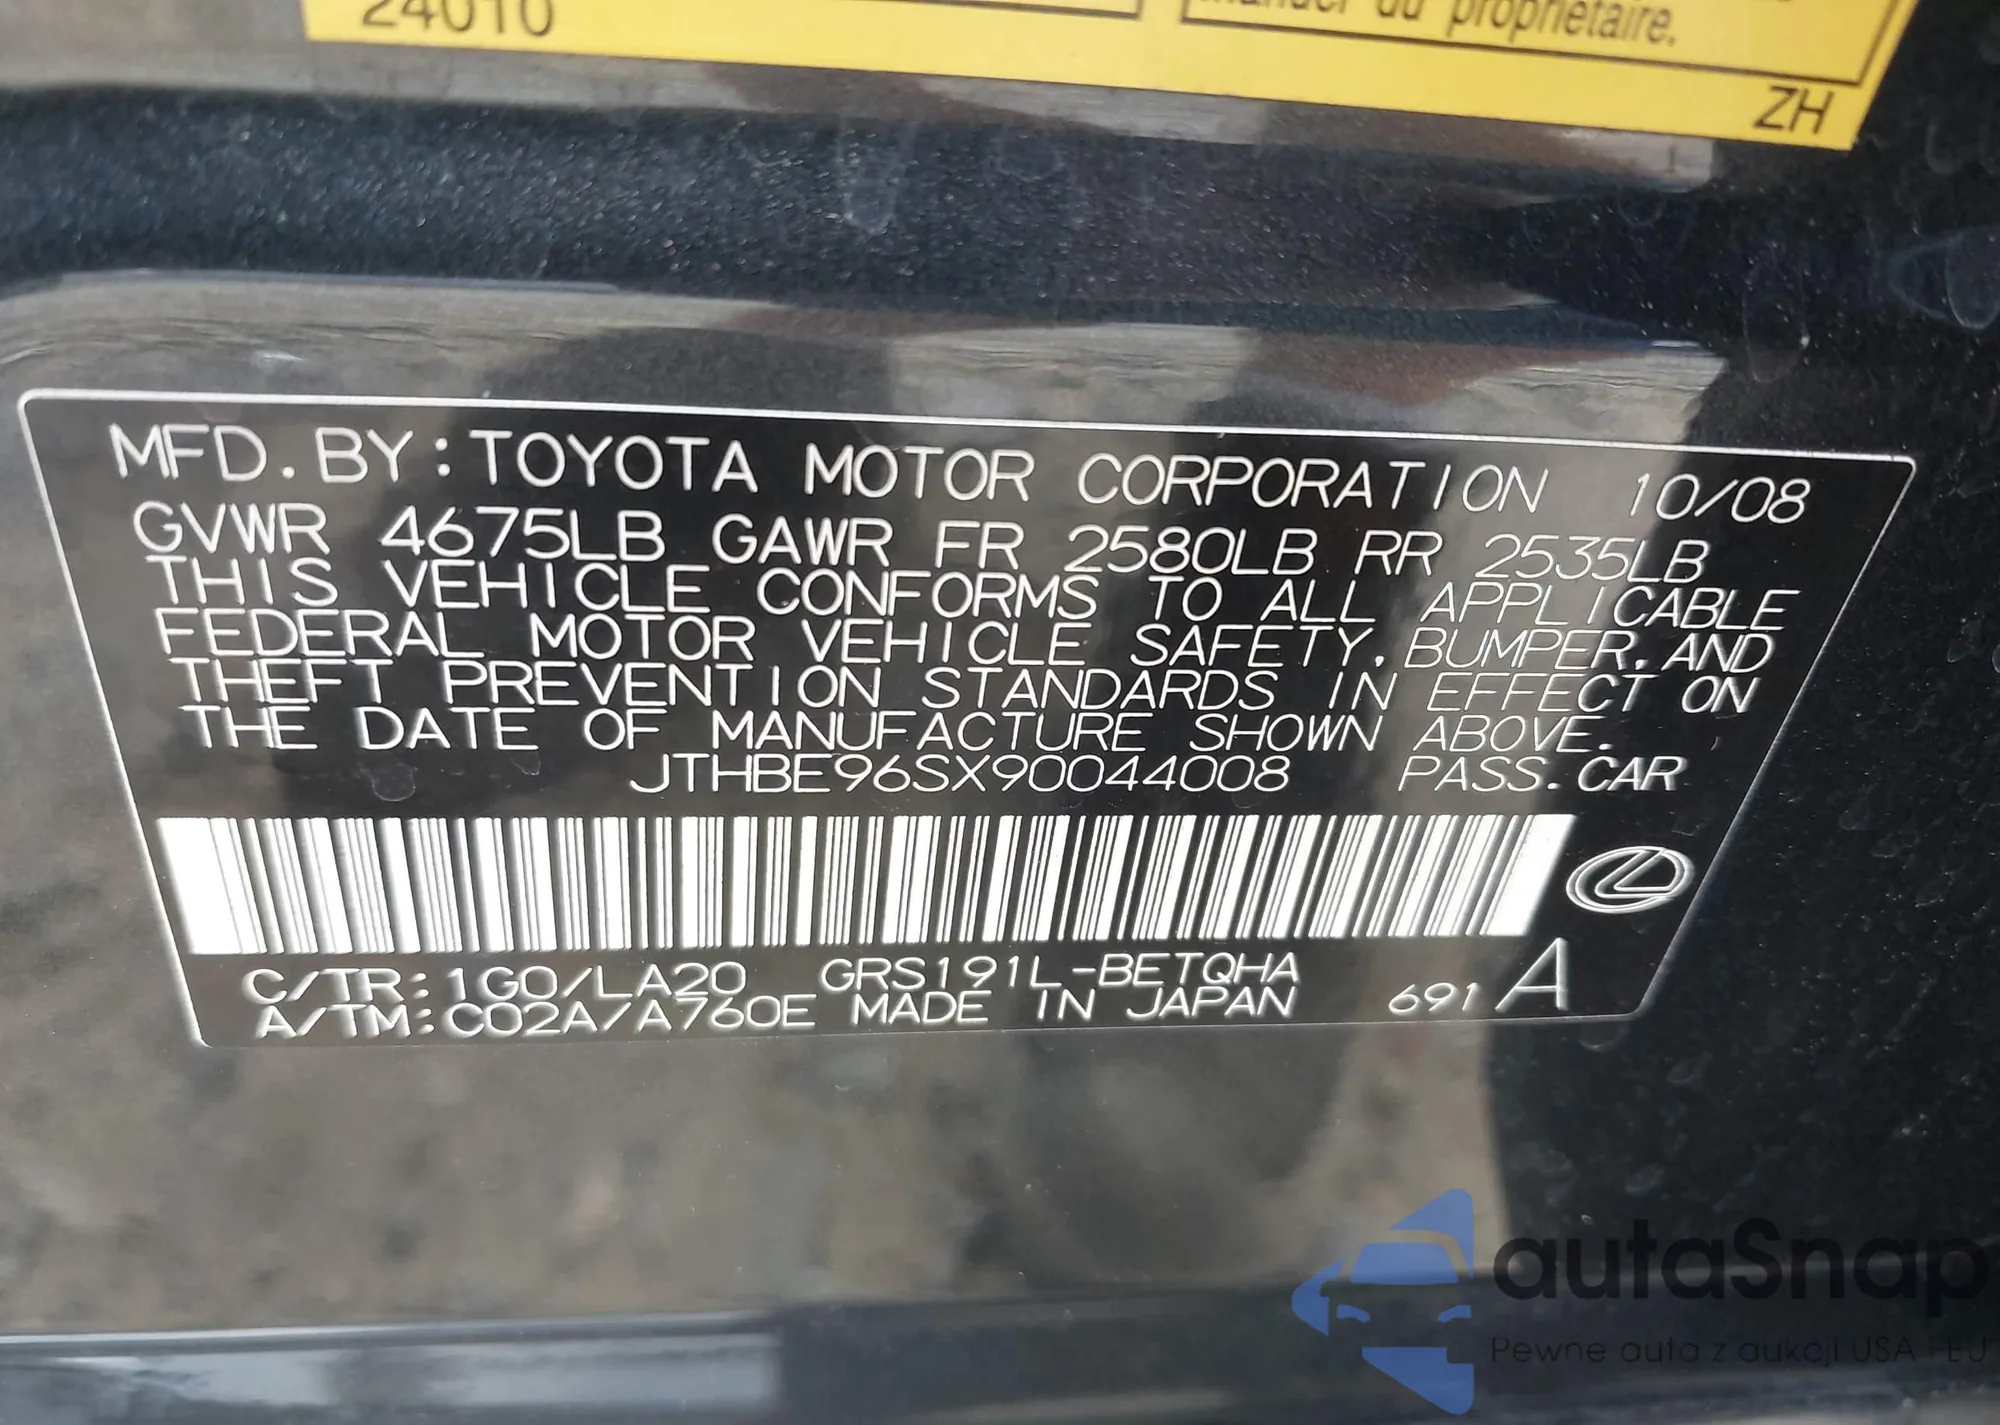 24010
manuel du propriétaire.
ZH
MFD. BY: TOYOTA MOTOR CORPORATION 10/08
GVWR 4675LB GAWR FR 2580LB RR 2535LB
THIS VEHICLE CONFORMS TO ALL APPLICABLE
FEDERAL MOTOR VEHICLE SAFETY, BUMPER, AND
THEFT PREVENTION STANDARDS IN EFFECT ON
THE DATE OF MANUFACTURE SHOWN ABOVE.
JTHBE96SX90044008 PASS. CAR
C/TR: 1G0/LA20 GRS191L-BETQHA
A/TM: C02A/A760E MADE IN JAPAN 691 A
autaSnap
Pewne auta z aukcji USA i EU